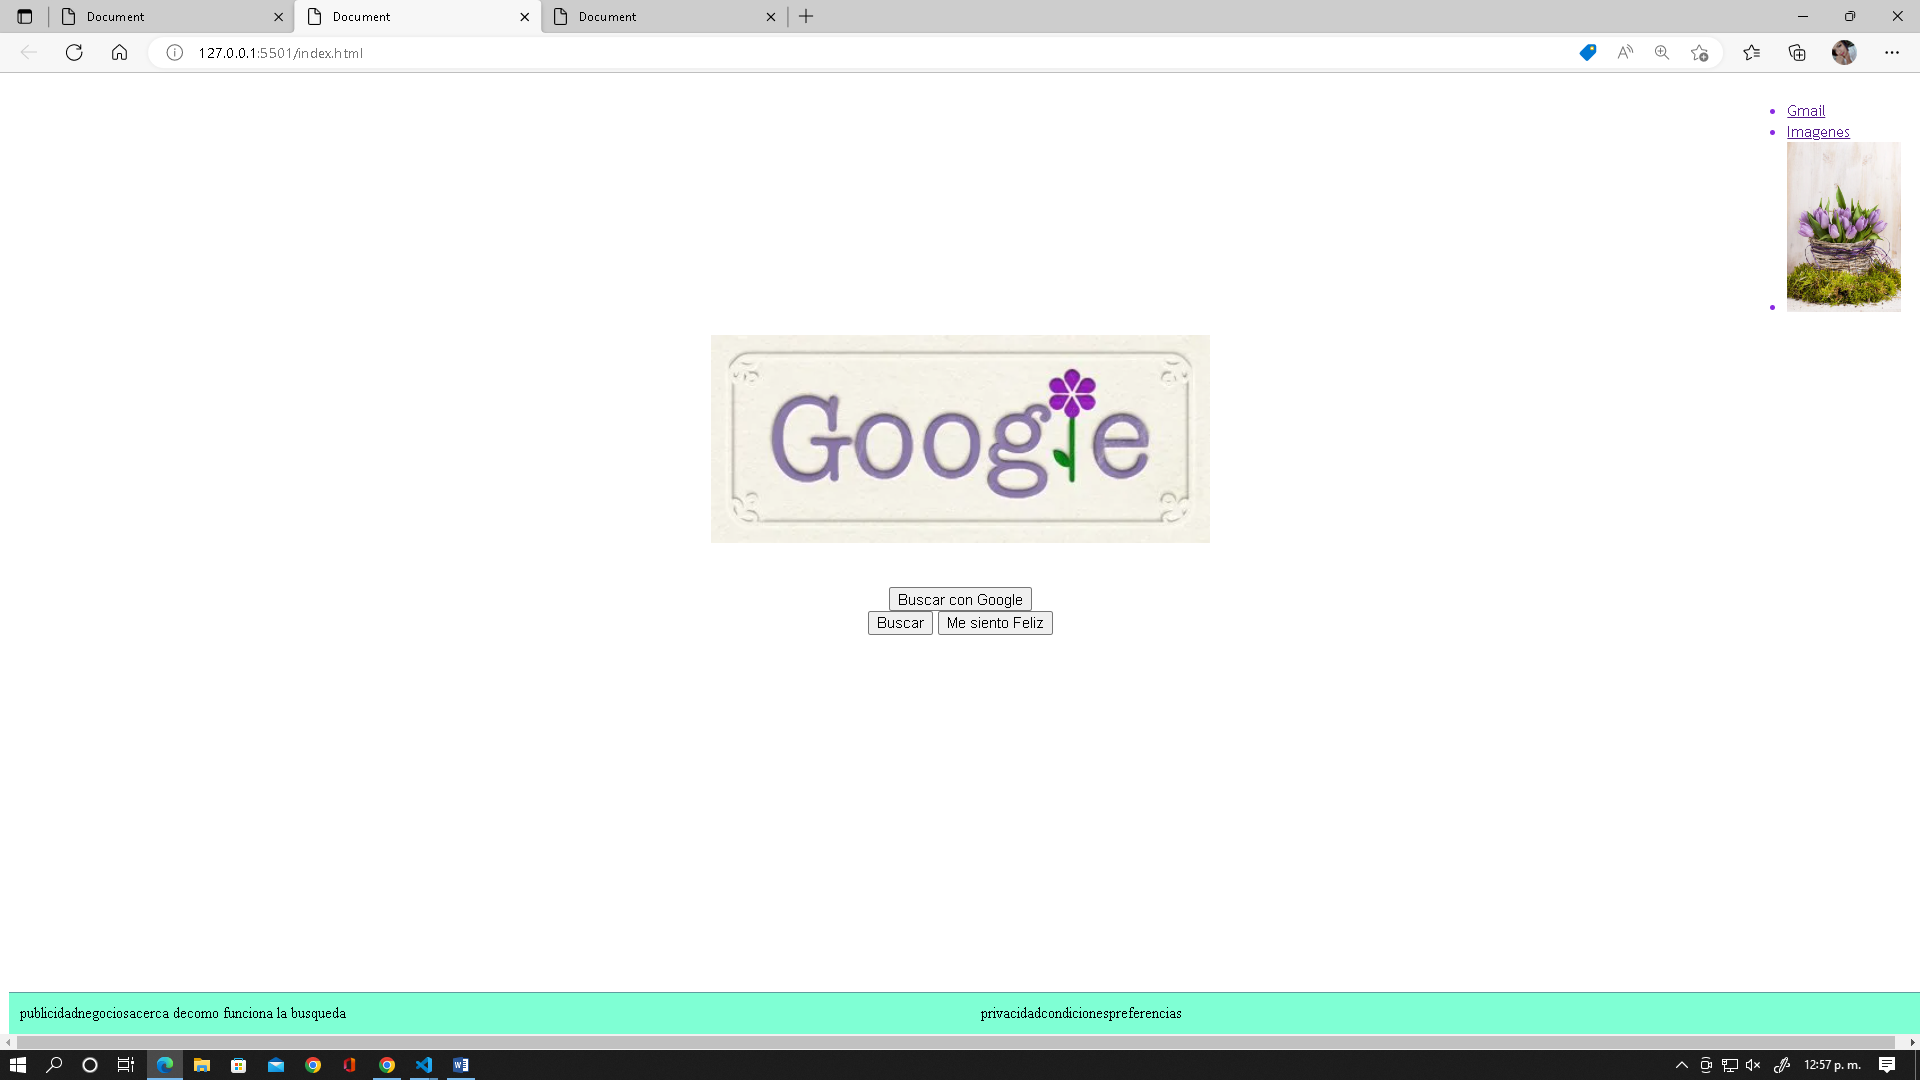 Document
Document
Document
127.0.0.1:5501/index.html
Gmail
Imagenes
Google
Buscar con Google
Buscar Me siento Feliz
publicidadnegociosacerca decomo funciona la busqueda privacidadcondicionespreferencias
12:57 p. m.